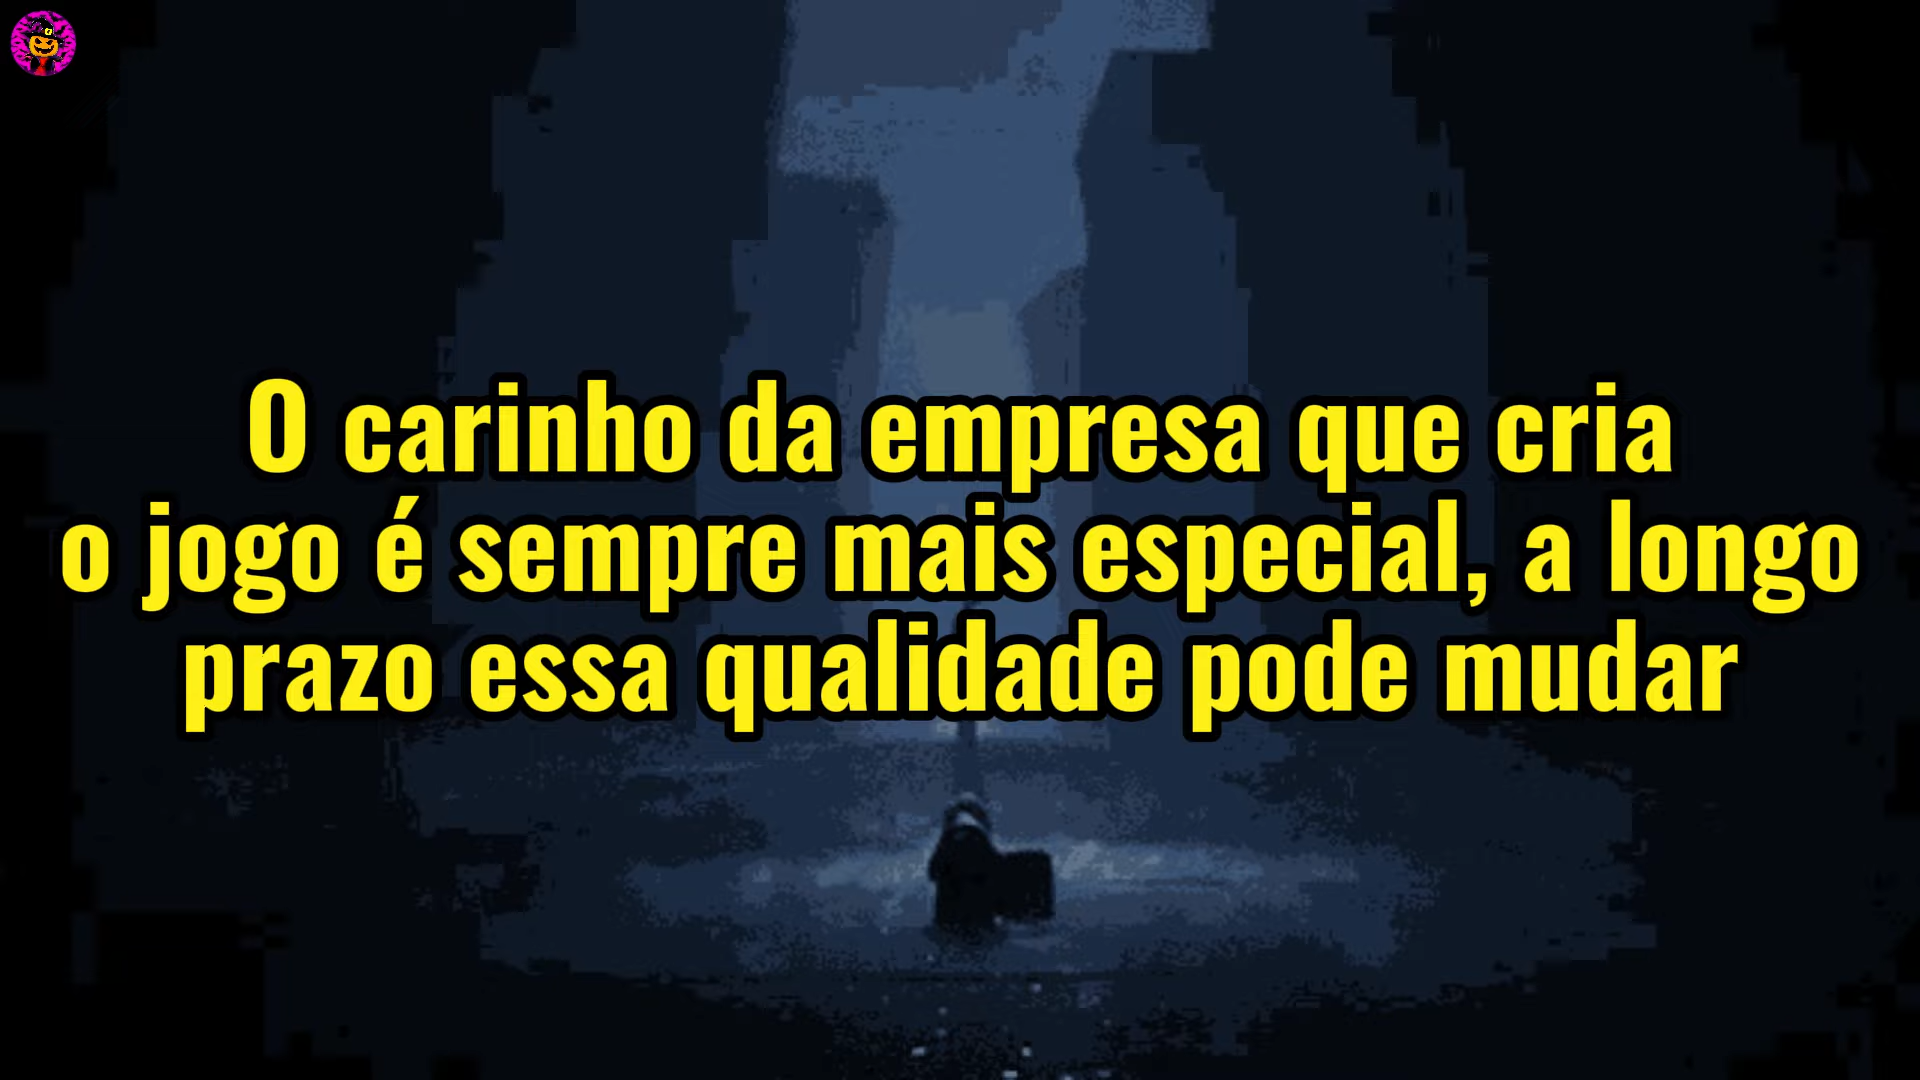 O carinho da empresa que cria
o jogo é sempre mais especial, a longo
prazo essa qualidade pode mudar